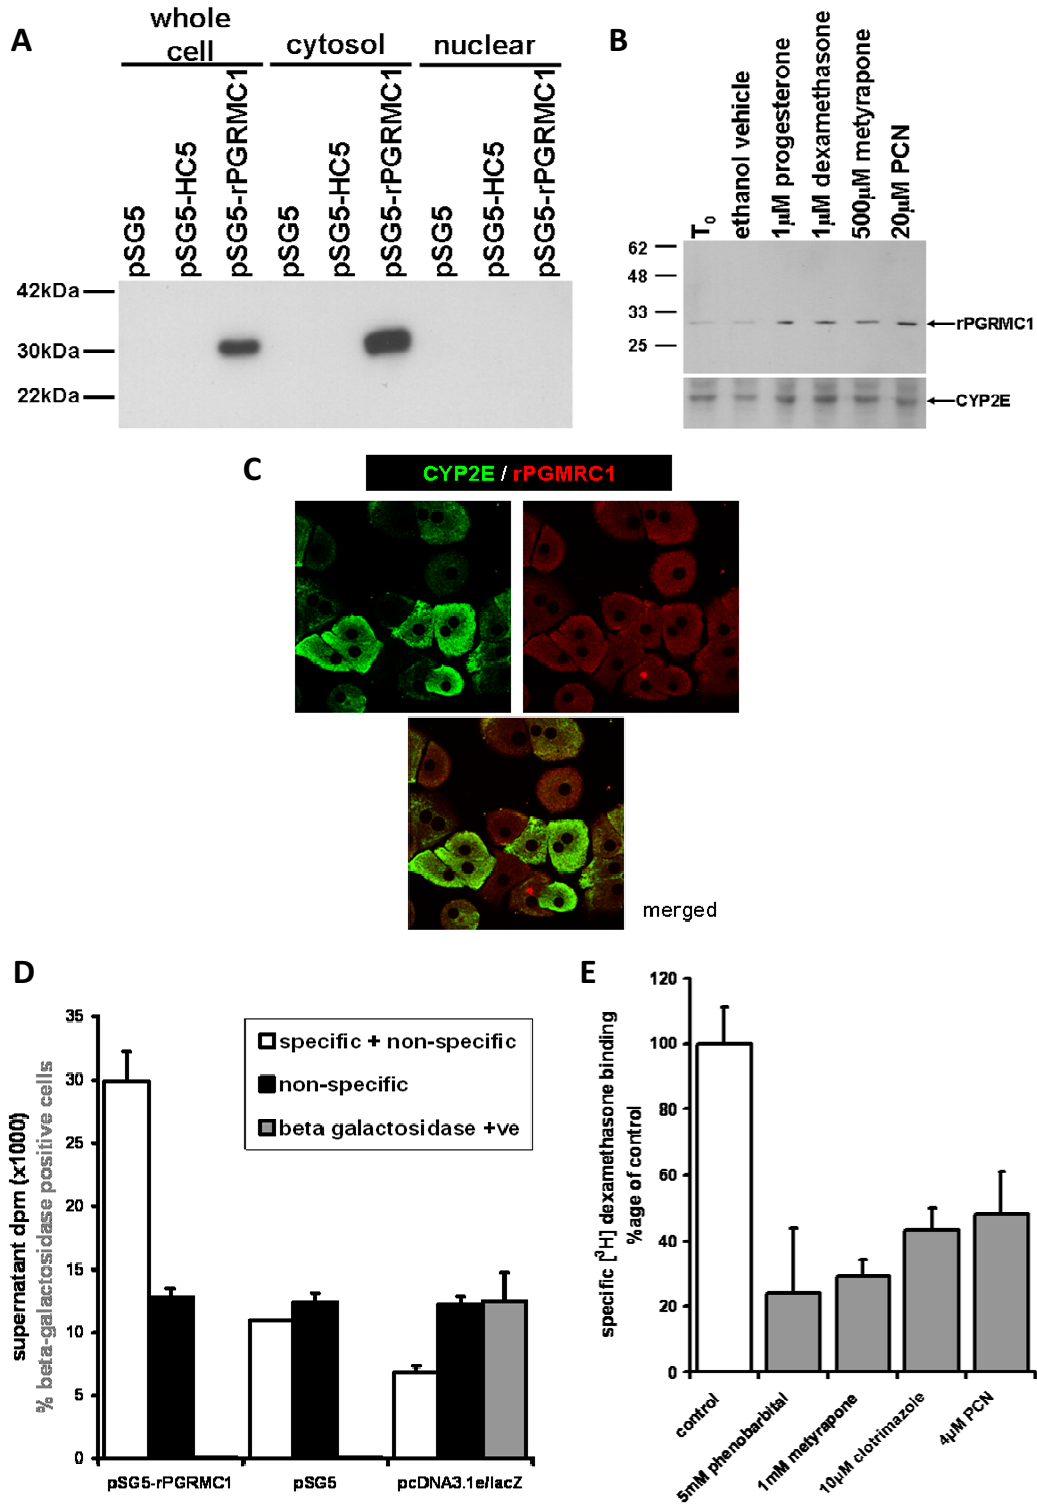 A
whole
cell
cytosol
nuclear
pSG5
pSG5-HC5
pSG5-rPGRMC1
pSG5
pSG5-HC5
pSG5-rPGRMC1
pSG5
pSG5-HC5
pSG5-rPGRMC1
42kDa
30kDa
22kDa
B
T0
ethanol vehicle
1µM progesterone
1µM dexamethasone
500µM metyrapone
20µM PCN
62
48
33
25
rPGRMC1
CYP2E
C
CYP2E / rPGMRC1
merged
D
supernatant dpm (x1000)
% beta-galactosidase positive cells
35
30
25
20
15
10
5
0
specific + non-specific
non-specific
beta galactosidase +ve
pSG5-rPGRMC1
pSG5
pcDNA3.1e/lacZ
E
specific [3H] dexamethasone binding
%age of control
120
100
80
60
40
20
0
control
5mM phenobarbital
1mM metyrapone
10µM clotrimazole
4µM PCN